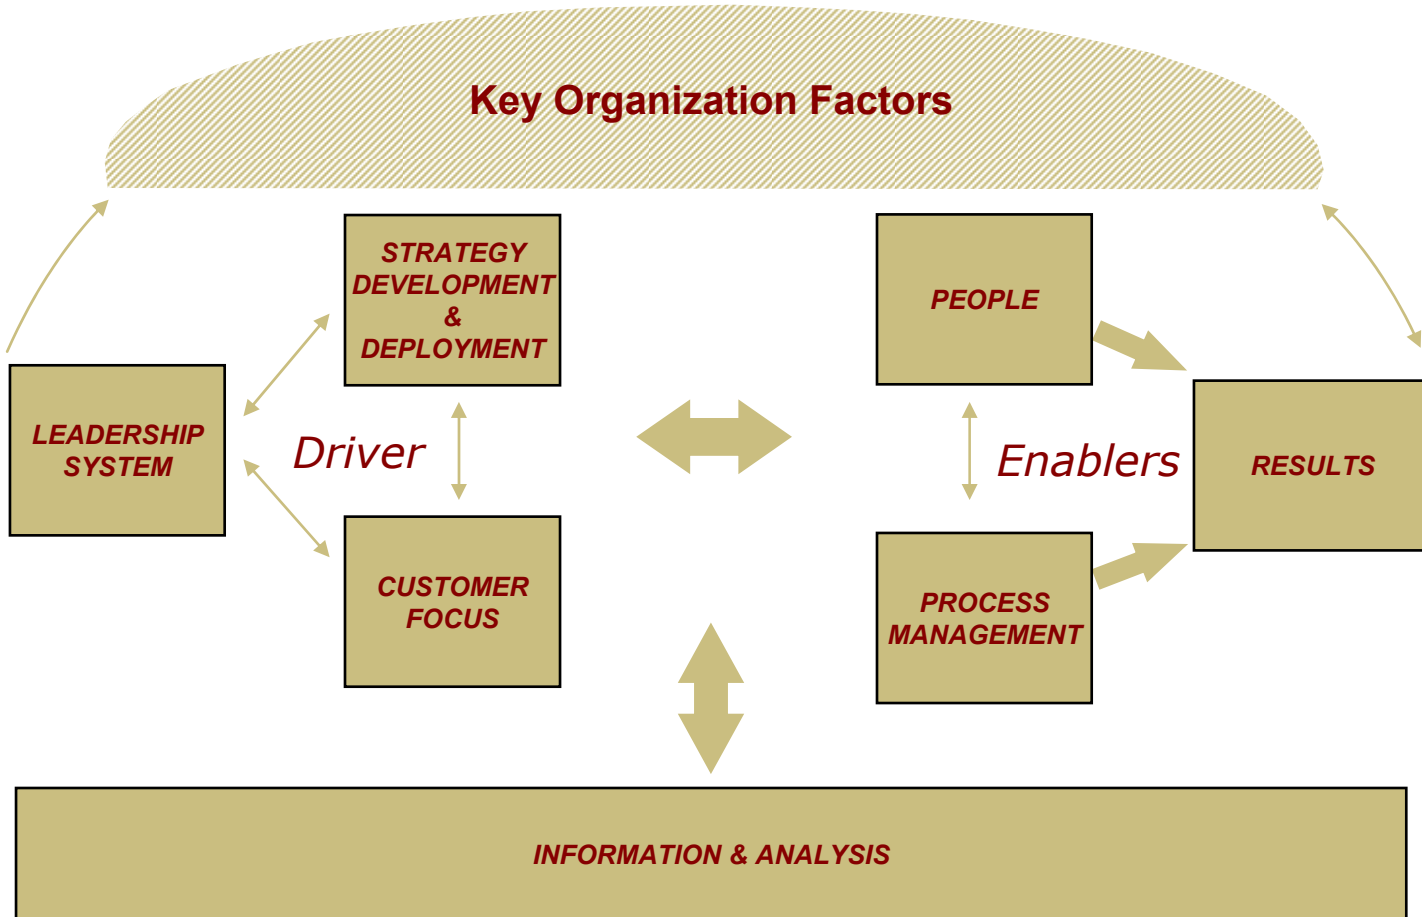 Key Organization Factors
STRATEGY
DEVELOPMENT
&
DEPLOYMENT
PEOPLE
LEADERSHIP
SYSTEM
Driver
Enablers
RESULTS
CUSTOMER
FOCUS
PROCESS
MANAGEMENT
INFORMATION & ANALYSIS